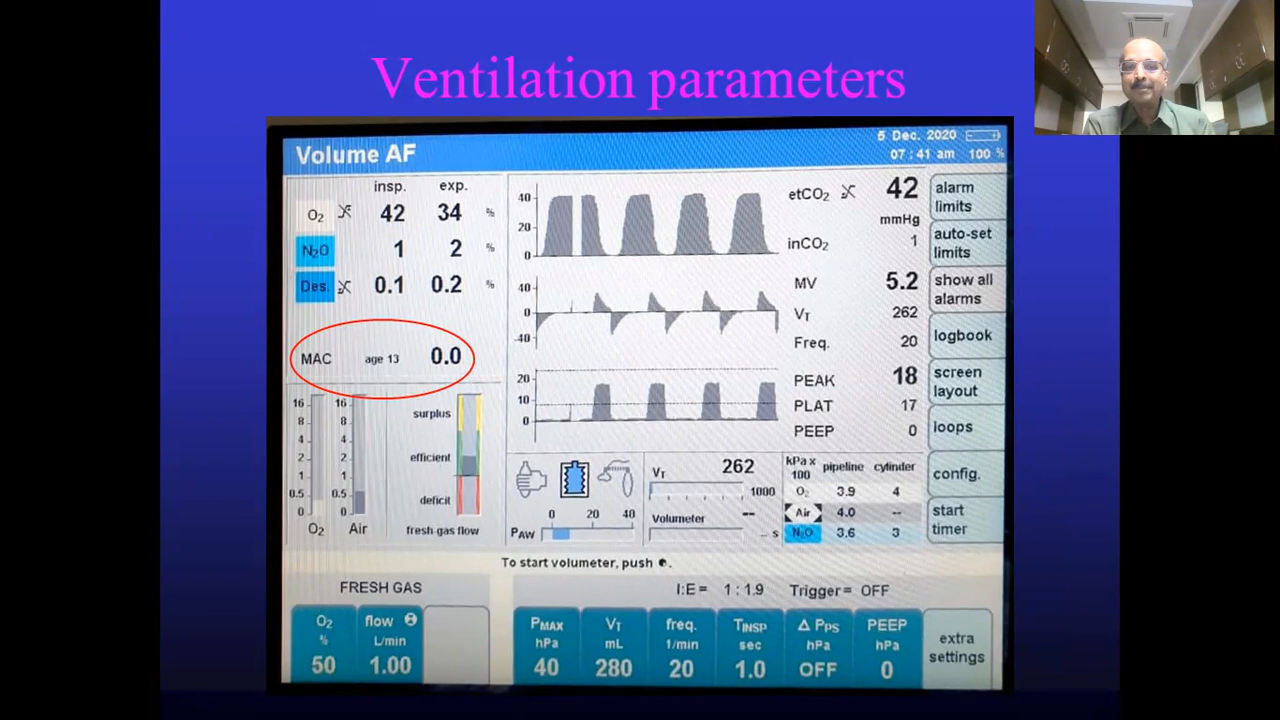 Ventilation parameters
Volume AF
5 Dec. 2020
07:41 am 100 %
insp. exp.
O₂ 42 34 %
N₂O 1 2 %
Des. 0.1 0.2 %
MAC age 13 0.0
16 16
8 8
4 4
2 2
1 1
0.5 0.5
0 0
O₂ Air
surplus
efficient
deficit
fresh-gas flow
40
20
0
40
0
-40
20
10
0
etCO₂ 42
mmHg
inCO₂ 1
MV 5.2
VT 262
Freq. 20
PEAK 18
PLAT 17
PEEP 0
alarm
limits
auto-set
limits
show all
alarms
logbook
screen
layout
loops
config.
start
timer
0 20 40
PAW
VT 262
1000
Volumeter --
-- s
kPa x
100 pipeline cylinder
O₂ 3.9 4
Air 4.0 --
N₂O 3.6 3
To start volumeter, push
FRESH GAS
I:E = 1 : 1.9 Trigger = OFF
O₂
%
50
flow
L/min
1.00
PMAX
hPa
40
VT
mL
280
freq.
1/min
20
TINSP
sec
1.0
Δ PPS
hPa
OFF
PEEP
hPa
0
extra
settings